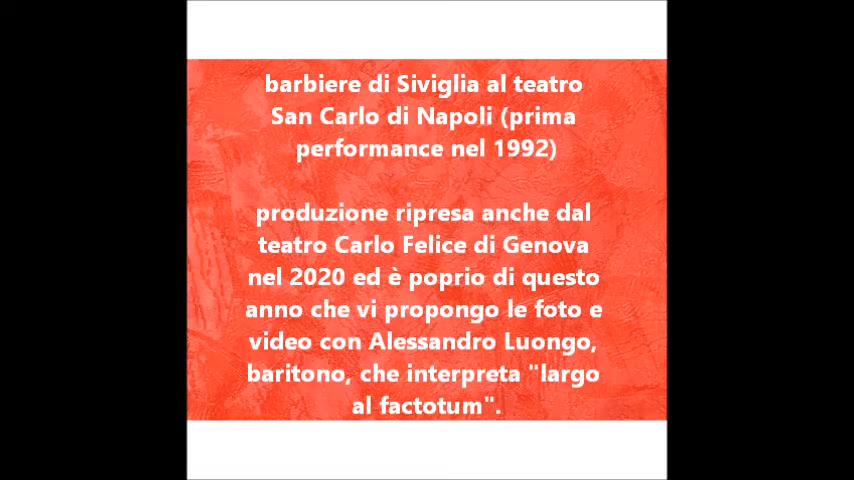 barbiere di Siviglia al teatro
San Carlo di Napoli (prima
performance nel 1992)
produzione ripresa anche dal
teatro Carlo Felice di Genova
nel 2020 ed è poprio di questo
anno che vi propongo le foto e
video con Alessandro Luongo,
baritono, che interpreta "largo
al factotum".